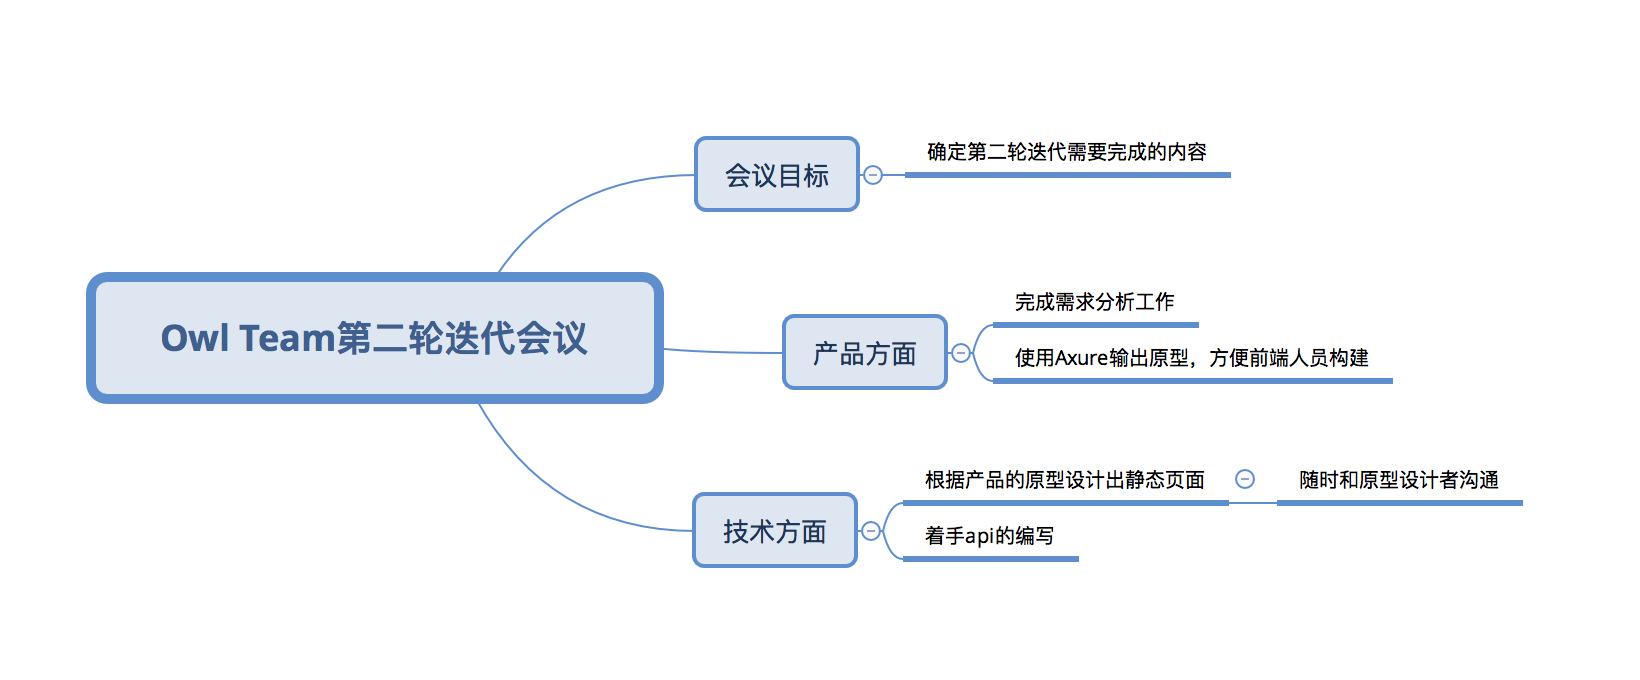 Owl Team第二轮迭代会议
会议目标
确定第二轮迭代需要完成的内容
产品方面
完成需求分析工作
使用Axure输出原型，方便前端人员构建
技术方面
根据产品的原型设计出静态页面
随时和原型设计者沟通
着手api的编写